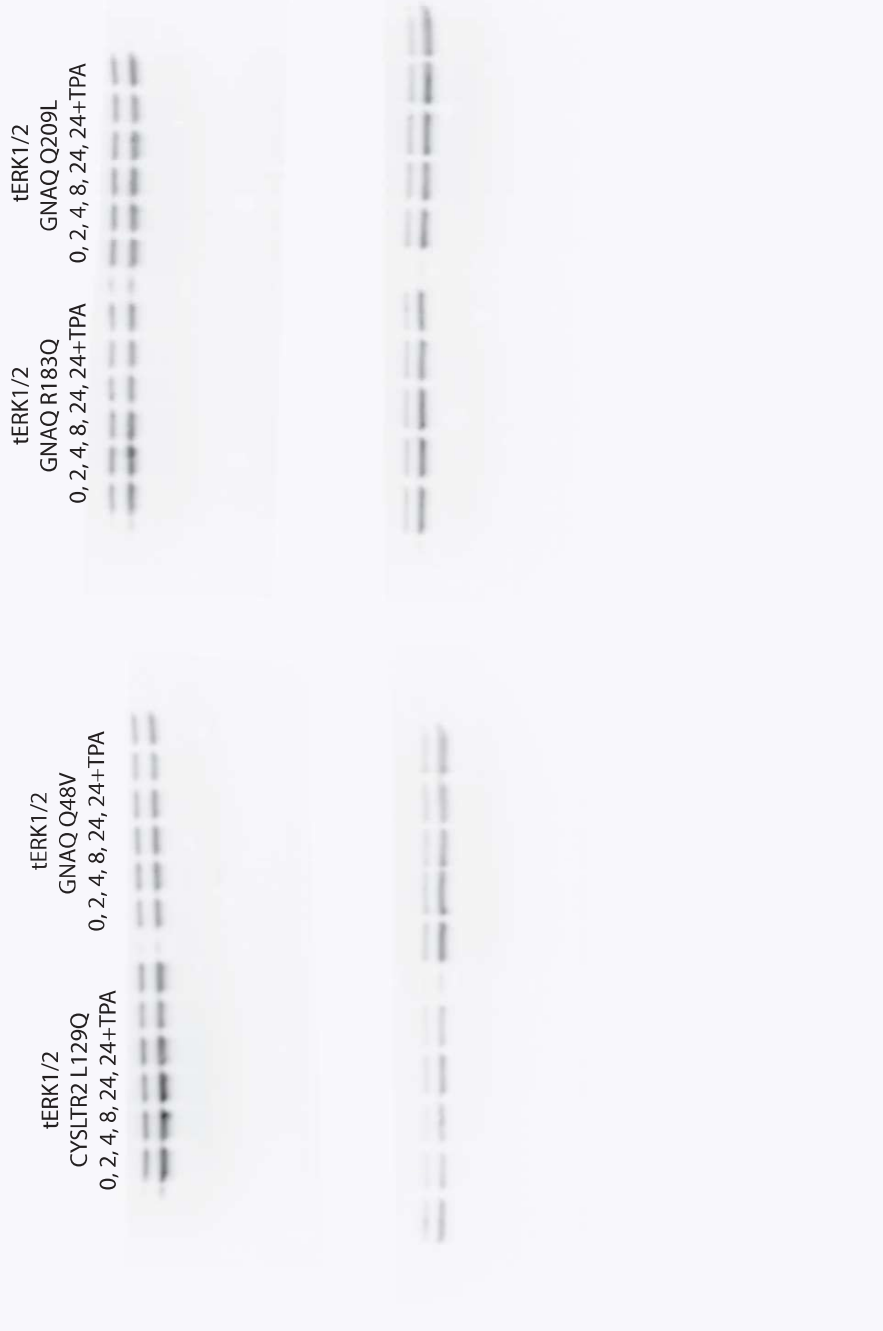 tERK1/2
GNAQ Q209L
0, 2, 4, 8, 24, 24+TPA
tERK1/2
GNAQ R183Q
0, 2, 4, 8, 24, 24+TPA
tERK1/2
GNAQ Q48V
0, 2, 4, 8, 24, 24+TPA
tERK1/2
CYSLTR2 L129Q
0, 2, 4, 8, 24, 24+TPA